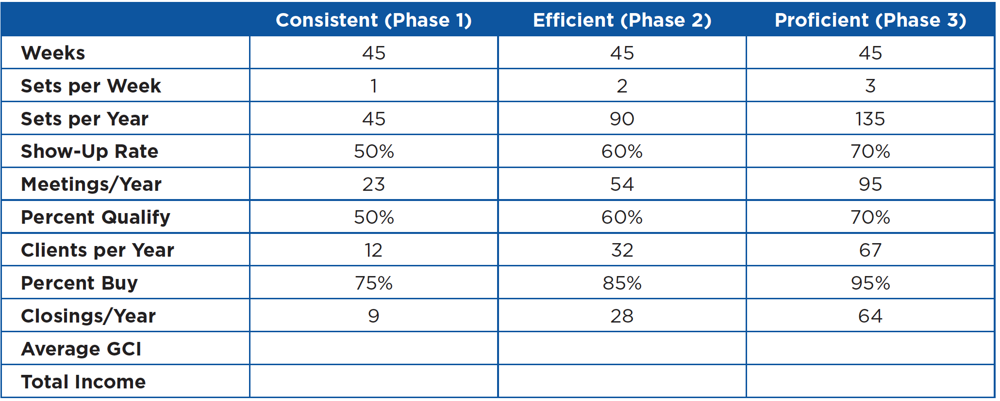 Consistent (Phase 1) Efficient (Phase 2) Proficient (Phase 3)
Weeks 45 45 45
Sets per Week 1 2 3
Sets per Year 45 90 135
Show-Up Rate 50% 60% 70%
Meetings/Year 23 54 95
Percent Qualify 50% 60% 70%
Clients per Year 12 32 67
Percent Buy 75% 85% 95%
Closings/Year 9 28 64
Average GCI
Total Income